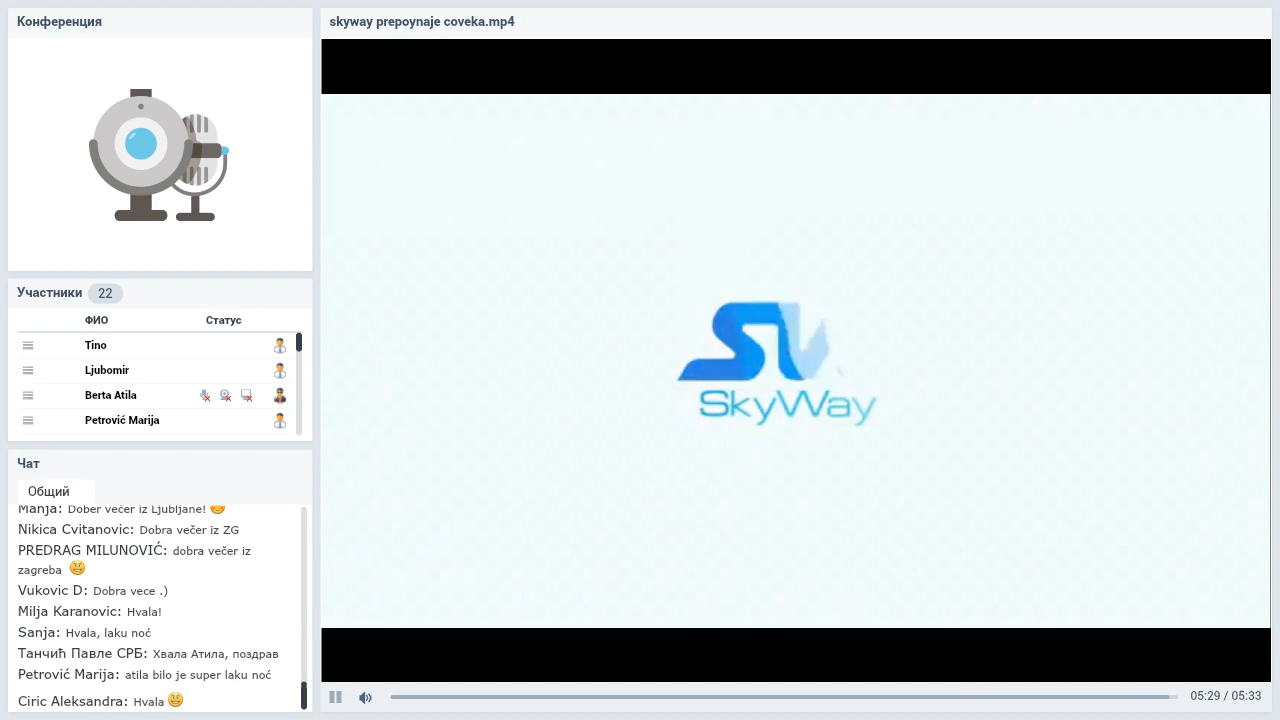 Конференция
skyway prepoynaje coveka.mp4
SkyWay
Участники 22
ФИО Статус
Tino
Ljubomir
Berta Atila
Petrović Marija
Чат
Общий
Manja: Dober večer iz Ljubljane!
Nikica Cvitanovic: Dobra večer iz ZG
PREDRAG MILUNOVIĆ: dobra večer iz
zagreba
Vukovic D: Dobra vece .)
Milja Karanovic: Hvala!
Sanja: Hvala, laku noć
Танчић Павле СРБ: Хвала Атила, поздрав
Petrović Marija: atila bilo je super laku noć
Ciric Aleksandra: Hvala
05:29 / 05:33